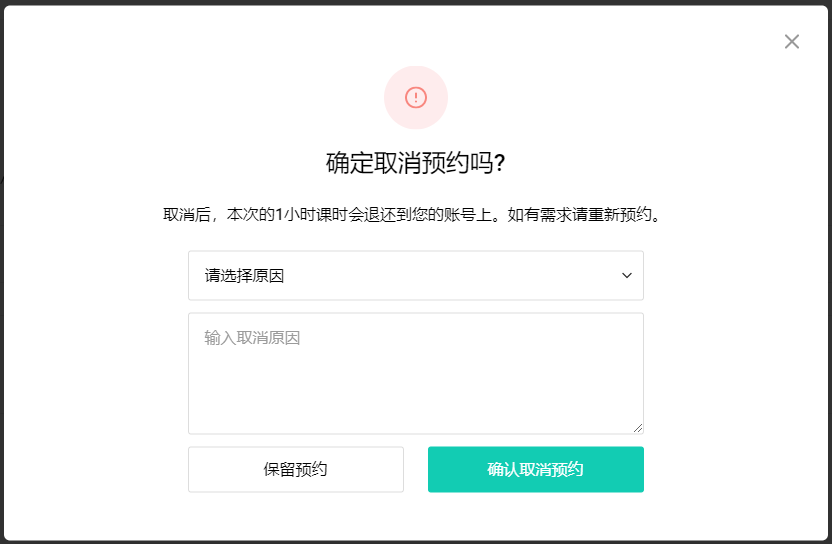 确定取消预约吗?
取消后，本次的1小时课时会退还到您的账号上。如有需求请重新预约。
请选择原因
输入取消原因
保留预约
确认取消预约